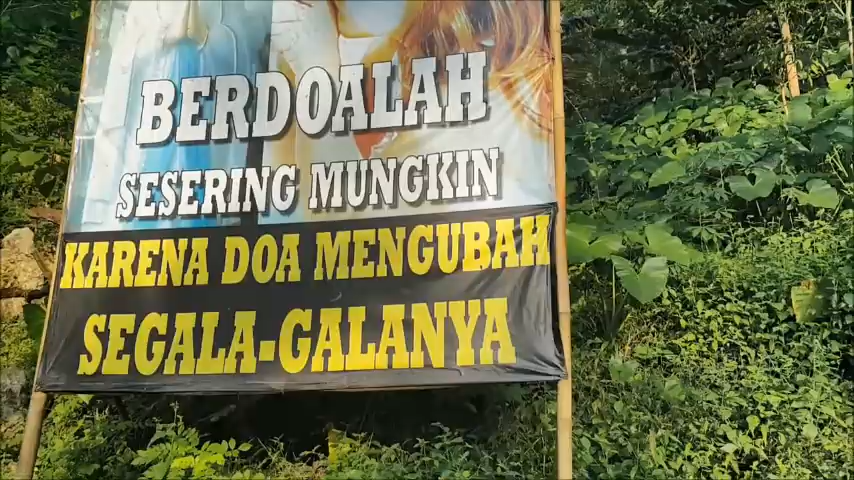 BERDOALAH
SESERING MUNGKIN
KARENA DOA MENGUBAH
SEGALA-GALANYA